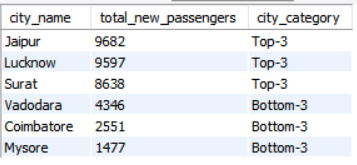 city_name total_new_passengers city_category
Jaipur 9682 Top-3
Lucknow 9597 Top-3
Surat 8638 Top-3
Vadodara 4346 Bottom-3
Coimbatore 2551 Bottom-3
Mysore 1477 Bottom-3